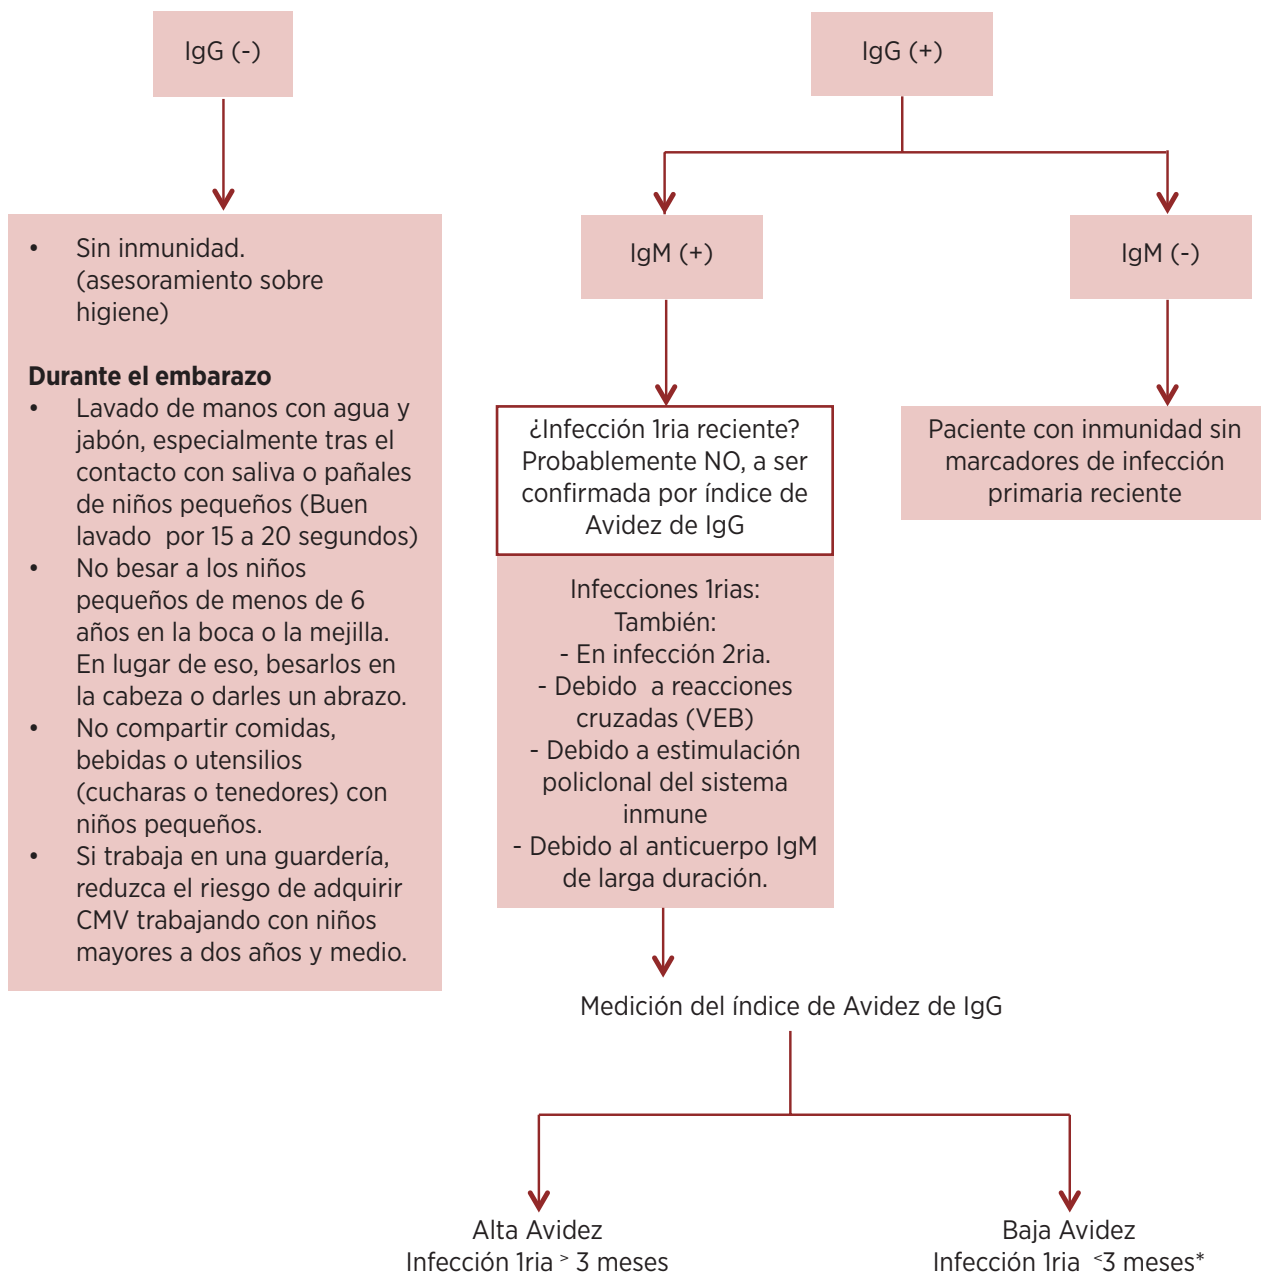 IgG (-)
• Sin inmunidad.
(asesoramiento sobre
higiene)
Durante el embarazo
• Lavado de manos con agua y
jabón, especialmente tras el
contacto con saliva o pañales
de niños pequeños (Buen
lavado por 15 a 20 segundos)
• No besar a los niños
pequeños de menos de 6
años en la boca o la mejilla.
En lugar de eso, besarlos en
la cabeza o darles un abrazo.
• No compartir comidas,
bebidas o utensilios
(cucharas o tenedores) con
niños pequeños.
• Si trabaja en una guardería,
reduzca el riesgo de adquirir
CMV trabajando con niños
mayores a dos años y medio.
IgG (+)
IgM (+)
¿Infección 1ria reciente?
Probablemente NO, a ser
confirmada por índice de
Avidez de IgG
Infecciones 1rias:
También:
- En infección 2ria.
- Debido a reacciones
cruzadas (VEB)
- Debido a estimulación
policlonal del sistema
inmune
- Debido al anticuerpo IgM
de larga duración.
IgM (-)
Paciente con inmunidad sin
marcadores de infección
primaria reciente
Medición del índice de Avidez de IgG
Alta Avidez
Infección 1ria > 3 meses
Baja Avidez
Infección 1ria <3 meses*